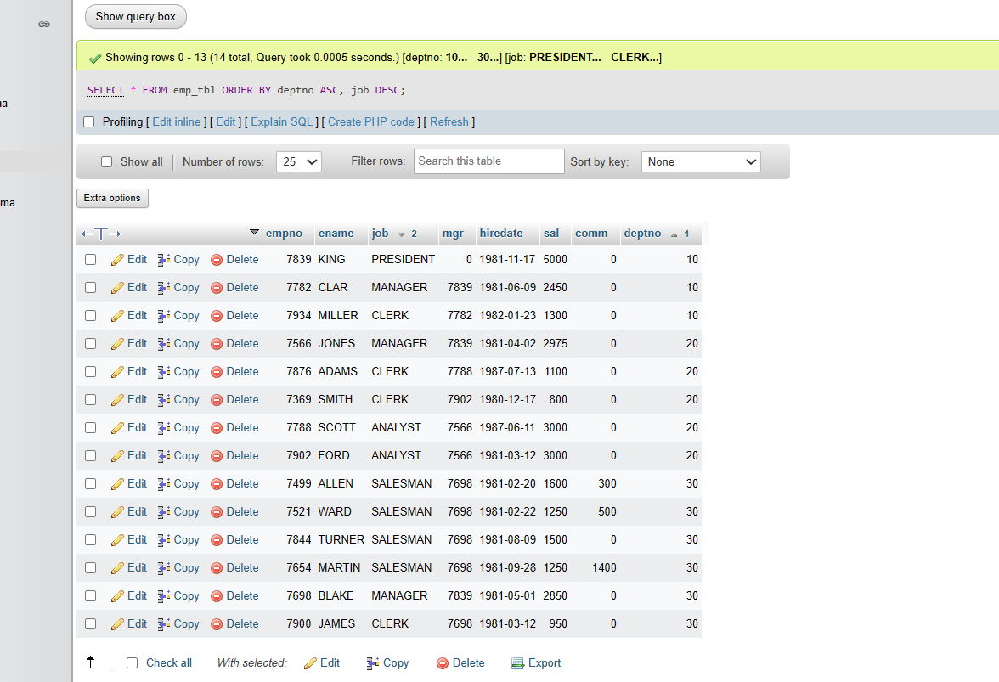 Show query box
Showing rows 0 - 13 (14 total, Query took 0.0005 seconds.) [deptno: 10... - 30...] [job: PRESIDENT... - CLERK...]
SELECT * FROM emp_tbl ORDER BY deptno ASC, job DESC;
na
Profiling [ Edit inline ] [ Edit ] [ Explain SQL ] [ Create PHP code ] [ Refresh ]
Show all Number of rows: 25 Filter rows: Search this table Sort by key: None
Extra options
ma
empno ename job 2 mgr hiredate sal comm deptno 1
Edit Copy Delete 7839 KING PRESIDENT 0 1981-11-17 5000 0 10
Edit Copy Delete 7782 CLAR MANAGER 7839 1981-06-09 2450 0 10
Edit Copy Delete 7934 MILLER CLERK 7782 1982-01-23 1300 0 10
Edit Copy Delete 7566 JONES MANAGER 7839 1981-04-02 2975 0 20
Edit Copy Delete 7876 ADAMS CLERK 7788 1987-07-13 1100 0 20
Edit Copy Delete 7369 SMITH CLERK 7902 1980-12-17 800 0 20
Edit Copy Delete 7788 SCOTT ANALYST 7566 1987-06-11 3000 0 20
Edit Copy Delete 7902 FORD ANALYST 7566 1981-03-12 3000 0 20
Edit Copy Delete 7499 ALLEN SALESMAN 7698 1981-02-20 1600 300 30
Edit Copy Delete 7521 WARD SALESMAN 7698 1981-02-22 1250 500 30
Edit Copy Delete 7844 TURNER SALESMAN 7698 1981-08-09 1500 0 30
Edit Copy Delete 7654 MARTIN SALESMAN 7698 1981-09-28 1250 1400 30
Edit Copy Delete 7698 BLAKE MANAGER 7839 1981-05-01 2850 0 30
Edit Copy Delete 7900 JAMES CLERK 7698 1981-03-12 950 0 30
Check all With selected: Edit Copy Delete Export